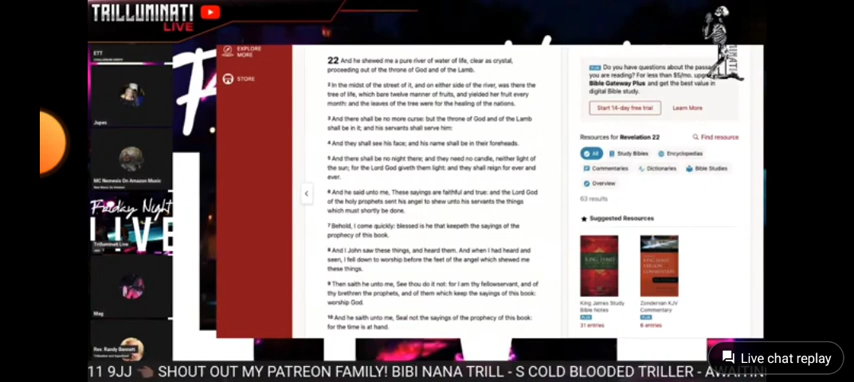 TRILLUMINATI
LIVE
ETT
Jupes
MC Nemesis On Amazon Music
Friday Night
LIVE
Trilluminati Live
Mag
Rev. Randy Bennett
EXPLORE
MORE
STORE
22 And he shewed me a pure river of water of life, clear as crystal,
proceeding out of the throne of God and of the Lamb.
2 In the midst of the street of it, and on either side of the river, was there the
tree of life, which bare twelve manner of fruits, and yielded her fruit every
month: and the leaves of the tree were for the healing of the nations.
3 And there shall be no more curse: but the throne of God and of the Lamb
shall be in it; and his servants shall serve him:
4 And they shall see his face; and his name shall be in their foreheads.
5 And there shall be no night there; and they need no candle, neither light of
the sun; for the Lord God giveth them light: and they shall reign for ever and
ever.
6 And he said unto me, These sayings are faithful and true: and the Lord God
of the holy prophets sent his angel to shew unto his servants the things
which must shortly be done.
7 Behold, I come quickly: blessed is he that keepeth the sayings of the
prophecy of this book.
8 And I John saw these things, and heard them. And when I had heard and
seen, I fell down to worship before the feet of the angel which shewed me
these things.
9 Then saith he unto me, See thou do it not: for I am thy fellowservant, and of
thy brethren the prophets, and of them which keep the sayings of this book:
worship God.
10 And he saith unto me, Seal not the sayings of the prophecy of this book:
for the time is at hand.
PLUS Do you have questions about the passage
you are reading? For less than $5/mo. upgrade
Bible Gateway Plus and get the best value in
digital Bible study.
Start 14-day free trial Learn More
Resources for Revelation 22 Find resource
All Study Bibles Encyclopedias
Commentaries Dictionaries Bible Studies
Overview
63 results
Suggested Resources
King James Study
Bible Notes
PLUS
31 entries
Zondervan KJV
Commentary
PLUS
6 entries
Live chat replay
11 9JJ SHOUT OUT MY PATREON FAMILY! BIBI NANA TRILL - S COLD BLOODED TRILLER - AWAITIN